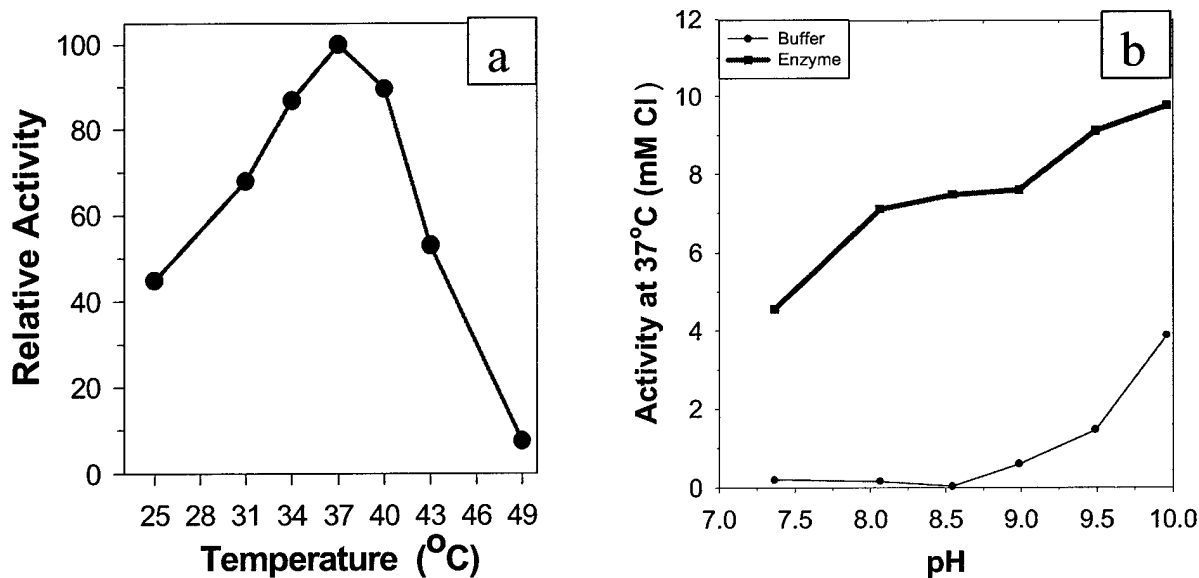 a
100
80
60
40
20
0
Relative Activity
25 28 31 34 37 40 43 49
Temperature (°C)
b
Buffer
Enzyme
12
10
8
6
4
2
0
Activity at 37°C (mM Cl)
7.0 7.5 8.0 8.5 9.0 9.5 10.0
pH